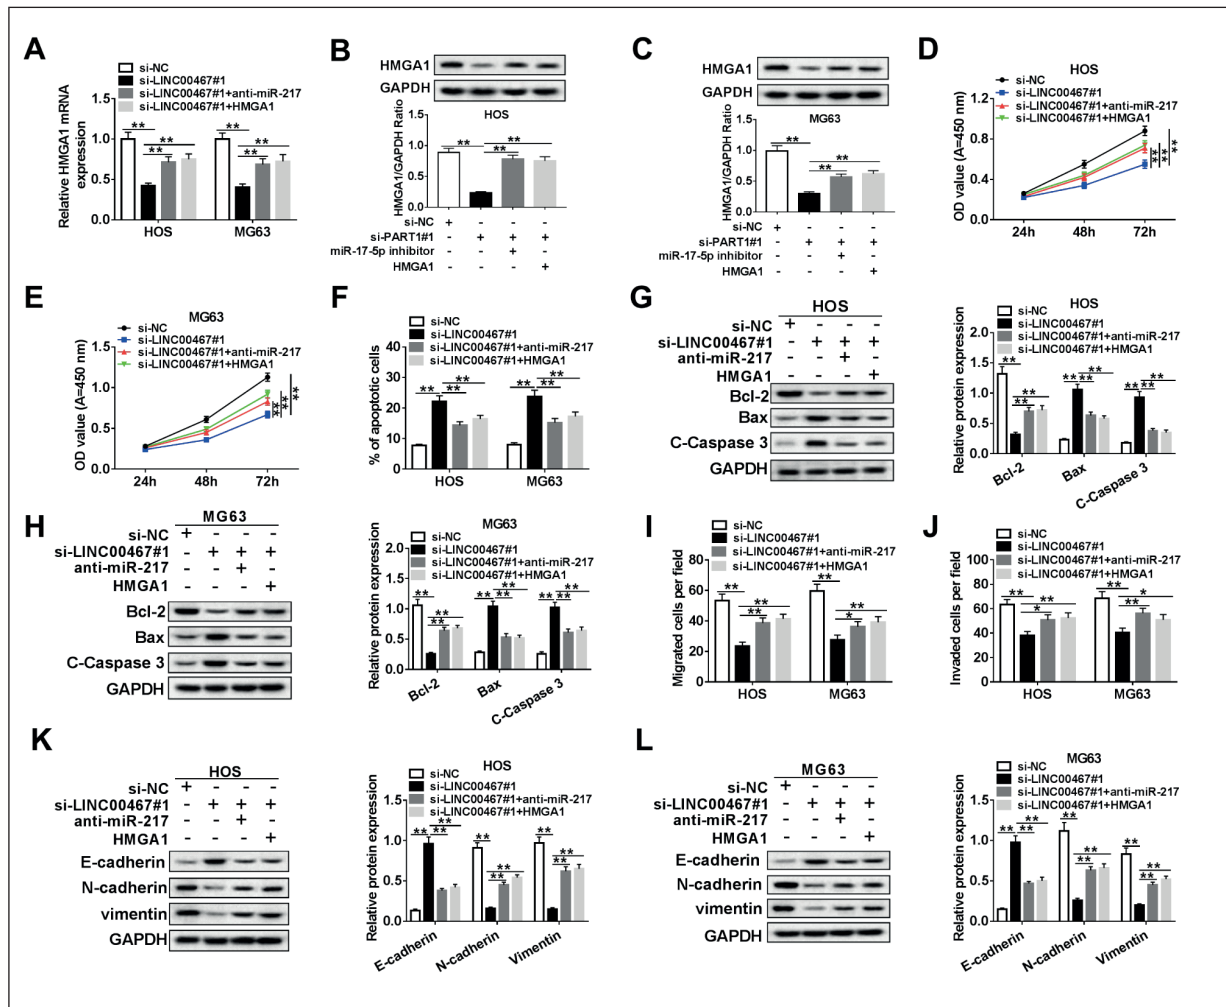 A
si-NC
si-LINC00467#1
si-LINC00467#1+anti-miR-217
si-LINC00467#1+HMGA1
Relative HMGA1 mRNA
expression
1.5
1.0
0.5
0.0
** ** ** **
** **
HOS MG63
B
HMGA1
GAPDH
HOS
HMGA1/GAPDH Ratio
1.5
1.0
0.5
0.0
** ** **
si-NC + - - -
si-PART1#1 - + + +
miR-17-5p inhibitor - - + -
HMGA1 - - - +
C
HMGA1
GAPDH
MG63
HMGA1/GAPDH Ratio
1.5
1.0
0.5
0.0
** ** **
si-NC + - - -
si-PART1#1 - + + +
miR-17-5p inhibitor - - + -
HMGA1 - - - +
D
HOS
si-NC
si-LINC00467#1
si-LINC00467#1+anti-miR-217
si-LINC00467#1+HMGA1
OD value (A=450 nm)
1.5
1.0
0.5
0.0
24h 48h 72h
** ** **
E
MG63
si-NC
si-LINC00467#1
si-LINC00467#1+anti-miR-217
si-LINC00467#1+HMGA1
OD value (A=450 nm)
1.5
1.0
0.5
0.0
24h 48h 72h
** ** **
F
si-NC
si-LINC00467#1
si-LINC00467#1+anti-miR-217
si-LINC00467#1+HMGA1
% of apoptotic cells
40
30
20
10
0
** ** ** ** ** **
HOS MG63
G
HOS
si-NC + - - -
si-LINC00467#1 - + + +
anti-miR-217 - - + -
HMGA1 - - - +
Bcl-2
Bax
C-Caspase 3
GAPDH
HOS
si-NC
si-LINC00467#1
si-LINC00467#1+anti-miR-217
si-LINC00467#1+HMGA1
Relative protein expression
2.0
1.5
1.0
0.5
0.0
** ** ** ** ** ** ** ** **
Bcl-2 Bax C-Caspase 3
H
MG63
si-NC + - - -
si-LINC00467#1 - + + +
anti-miR-217 - - + -
HMGA1 - - - +
Bcl-2
Bax
C-Caspase 3
GAPDH
MG63
si-NC
si-LINC00467#1
si-LINC00467#1+anti-miR-217
si-LINC00467#1+HMGA1
Relative protein expression
2.0
1.5
1.0
0.5
0.0
** ** ** ** ** ** ** ** **
Bcl-2 Bax C-Caspase 3
I
si-NC
si-LINC00467#1
si-LINC00467#1+anti-miR-217
si-LINC00467#1+HMGA1
Migrated cells per field
80
60
40
20
0
** ** ** ** ** *
HOS MG63
J
si-NC
si-LINC00467#1
si-LINC00467#1+anti-miR-217
si-LINC00467#1+HMGA1
Invaded cells per field
100
80
60
40
20
0
** ** * ** * **
HOS MG63
K
HOS
si-NC + - - -
si-LINC00467#1 - + + +
anti-miR-217 - - + -
HMGA1 - - - +
E-cadherin
N-cadherin
vimentin
GAPDH
HOS
si-NC
si-LINC00467#1
si-LINC00467#1+anti-miR-217
si-LINC00467#1+HMGA1
Relative protein expression
1.5
1.0
0.5
0.0
** ** ** ** ** ** ** ** **
E-cadherin N-cadherin Vimentin
L
MG63
si-NC + - - -
si-LINC00467#1 - + + +
anti-miR-217 - - + -
HMGA1 - - - +
E-cadherin
N-cadherin
vimentin
GAPDH
MG63
si-NC
si-LINC00467#1
si-LINC00467#1+anti-miR-217
si-LINC00467#1+HMGA1
Relative protein expression
2.0
1.5
1.0
0.5
0.0
** ** ** ** ** ** ** ** **
E-cadherin N-cadherin Vimentin